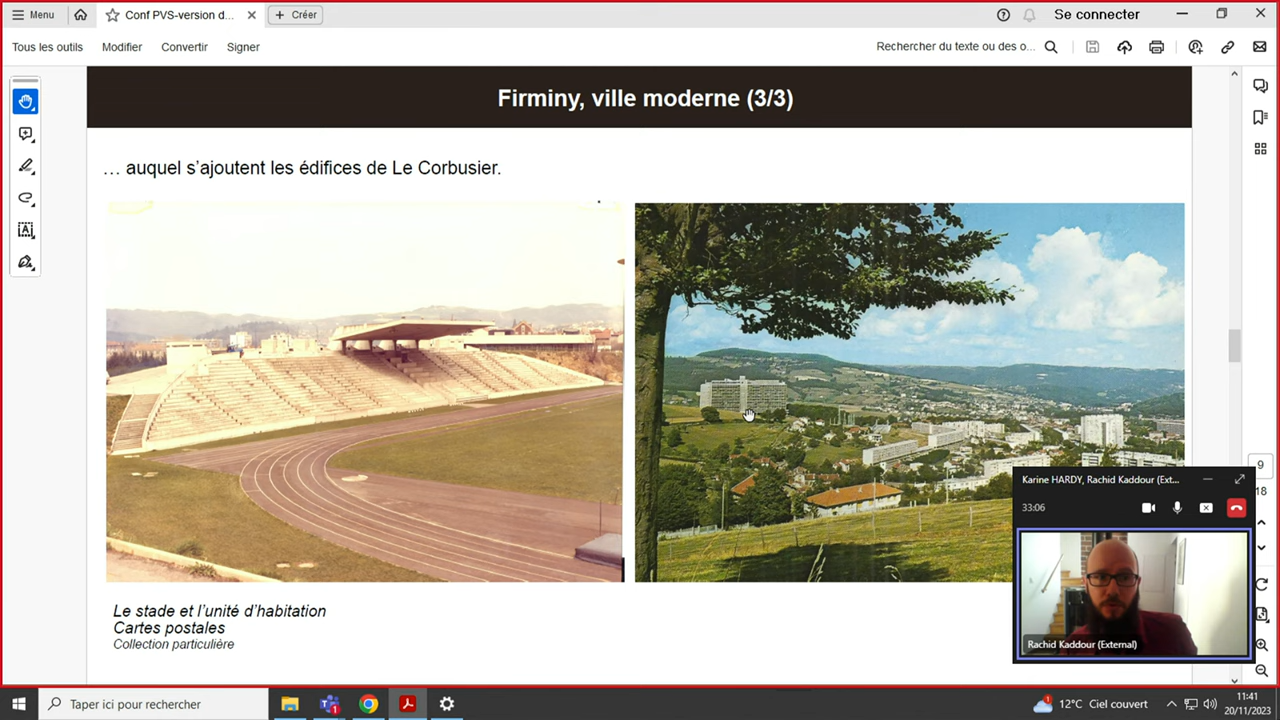 Menu
Conf PVS-version d...
Créer
Se connecter
Tous les outils
Modifier
Convertir
Signer
Rechercher du texte ou des o...
Firminy, ville moderne (3/3)
… auquel s'ajoutent les édifices de Le Corbusier.
9
18
Karine HARDY, Rachid Kaddour (Ext...
33:06
Rachid Kaddour (External)
Le stade et l'unité d'habitation
Cartes postales
Collection particulière
Taper ici pour rechercher
1
1
12°C Ciel couvert
11:41
20/11/2023